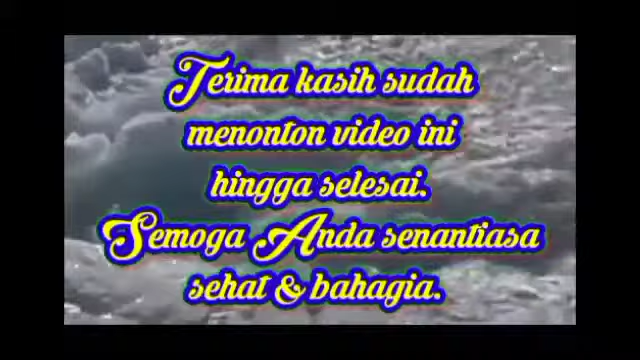 Terima kasih sudah
menonton video ini
hingga selesai.
Semoga Anda senantiasa
sehat & bahagia.